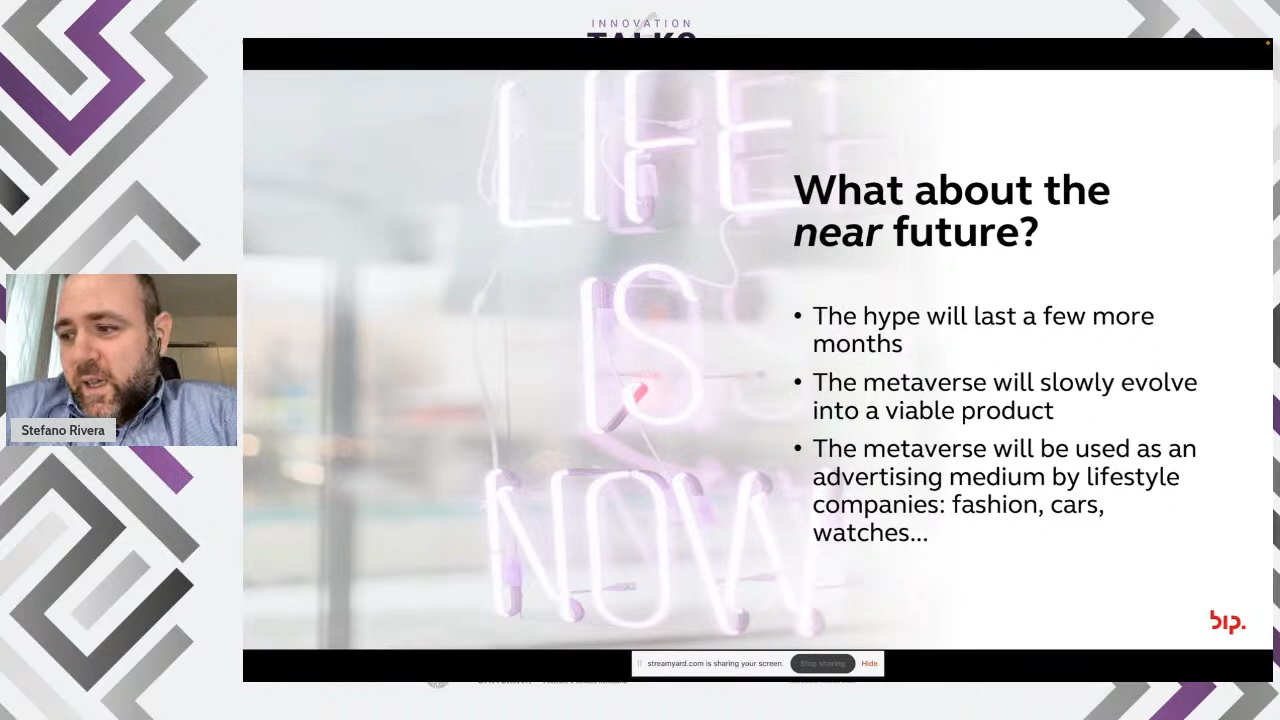 INNOVATION
TALKS
LIFE
IS
NOW
What about the
near future?
• The hype will last a few more
months
• The metaverse will slowly evolve
into a viable product
• The metaverse will be used as an
advertising medium by lifestyle
companies: fashion, cars,
watches...
Stefano Rivera
bip.
streamyard.com is sharing your screen. Stop sharing Hide